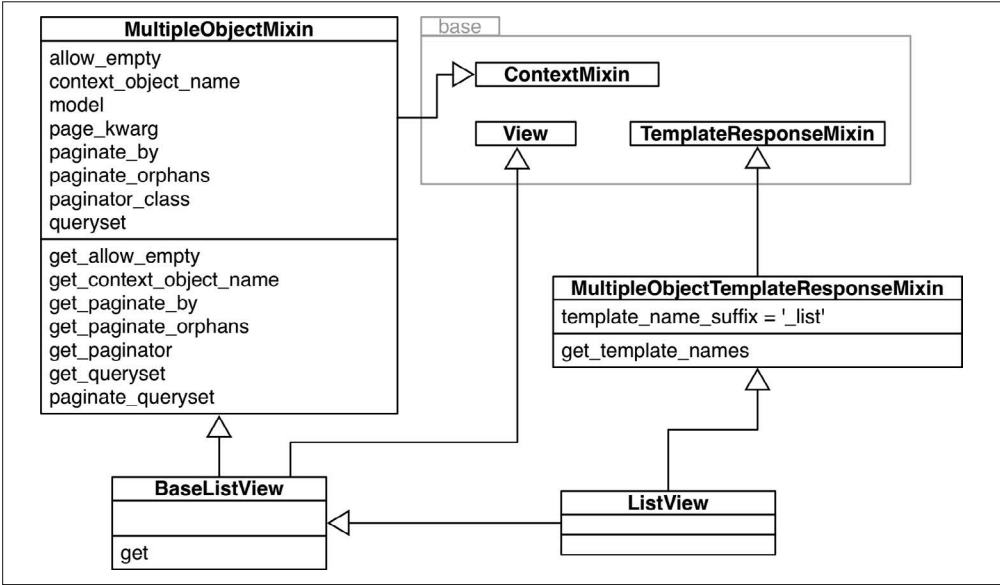 MultipleObjectMixin
allow_empty
context_object_name
model
page_kwarg
paginate_by
paginate_orphans
paginator_class
queryset
get_allow_empty
get_context_object_name
get_paginate_by
get_paginate_orphans
get_paginator
get_queryset
paginate_queryset
base
ContextMixin
View
TemplateResponseMixin
MultipleObjectTemplateResponseMixin
template_name_suffix = '_list'
get_template_names
BaseListView
get
ListView